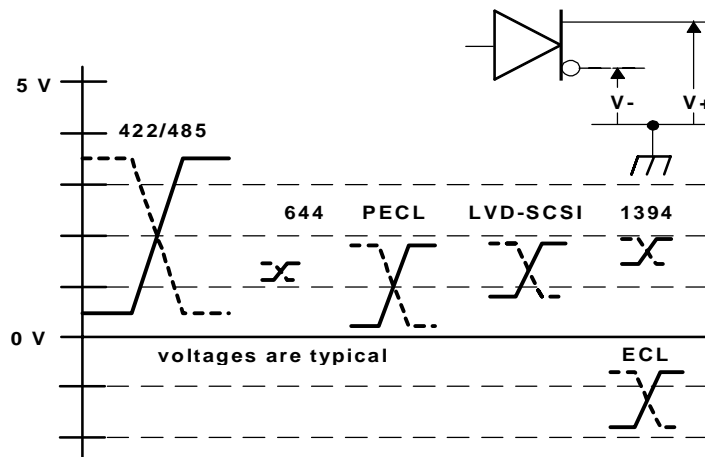 5 V
V-
V+
422/485
644
PECL
LVD-SCSI
1394
0 V
voltages are typical
ECL